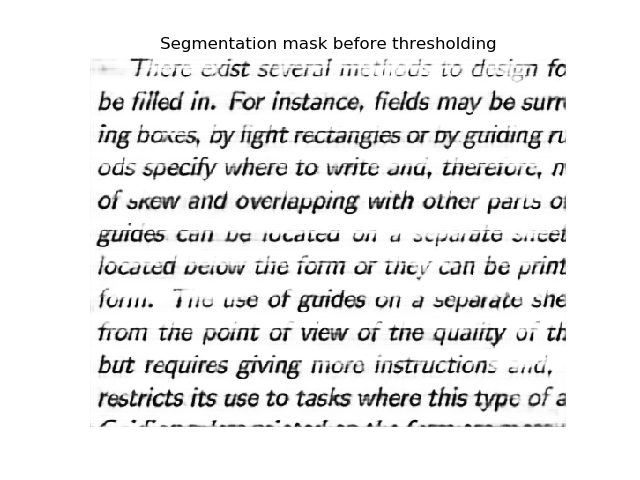 Segmentation mask before thresholding
There exist several methods to design fo
be filled in. For instance, fields may be surr
ing boxes, by light rectangles or by guiding ru
ods specify where to write and, therefore, m
of skew and overlapping with other parts of
guides can be located on a separate sheet
located below the form or they can be print
form. The use of guides on a separate she
from the point of view of the quality of th
but requires giving more instructions and,
restricts its use to tasks where this type of a